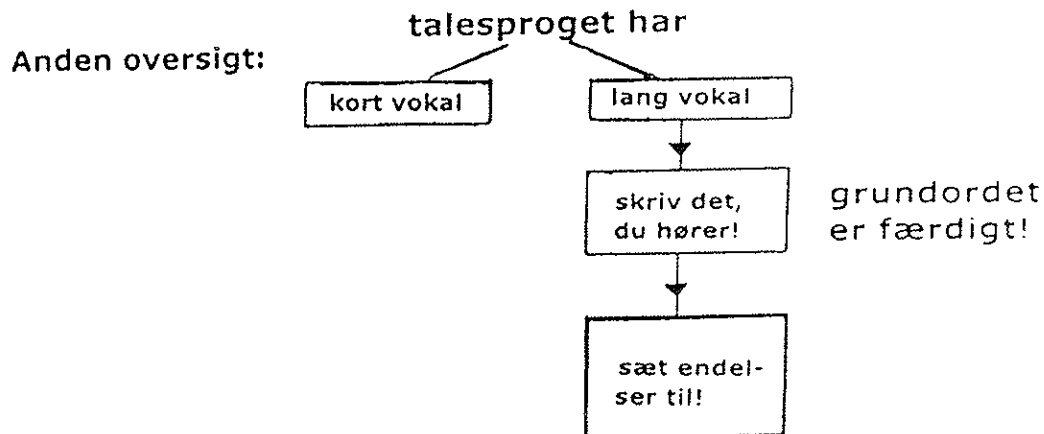 talesproget har
Anden oversigt:
kort vokal
lang vokal
skriv det,
du hører!
grundordet
er færdigt!
sæt endel-
ser til!